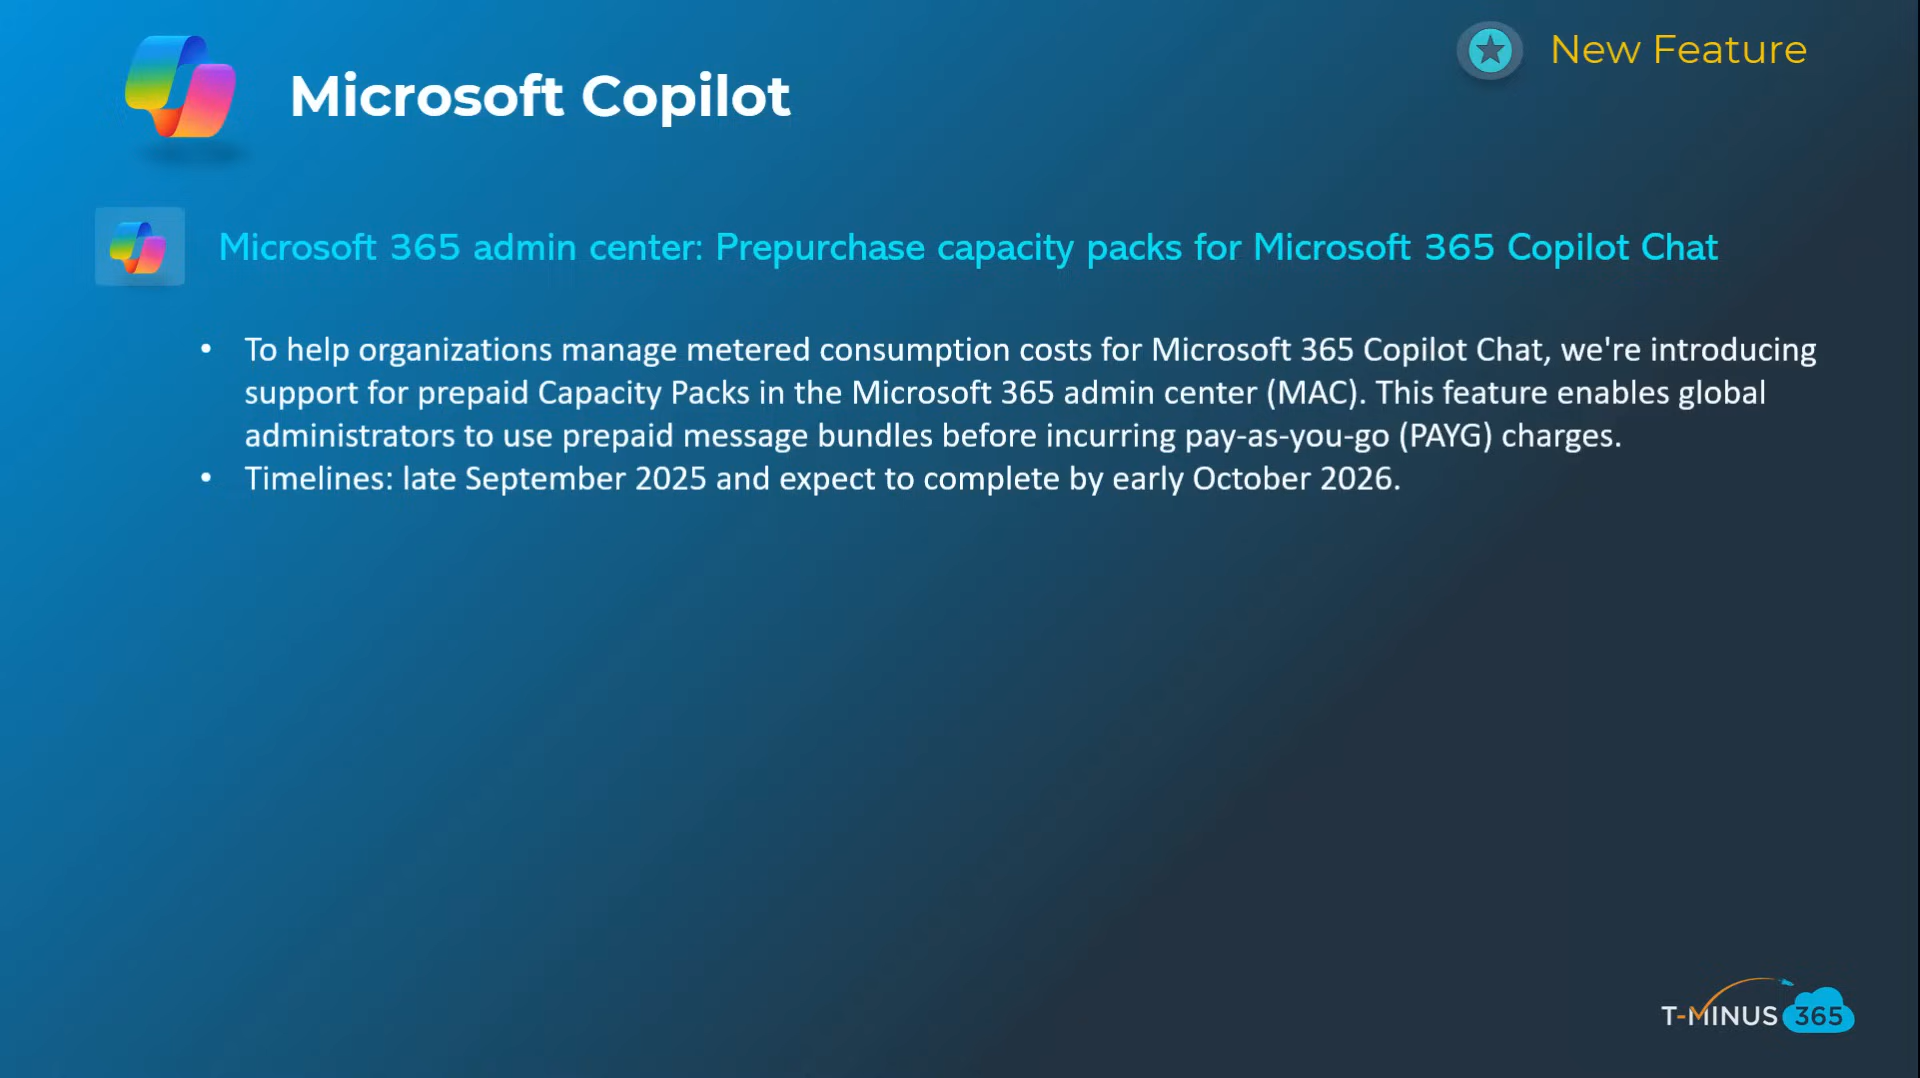 New Feature
Microsoft Copilot
Microsoft 365 admin center: Prepurchase capacity packs for Microsoft 365 Copilot Chat
• To help organizations manage metered consumption costs for Microsoft 365 Copilot Chat, we're introducing
support for prepaid Capacity Packs in the Microsoft 365 admin center (MAC). This feature enables global
administrators to use prepaid message bundles before incurring pay-as-you-go (PAYG) charges.
• Timelines: late September 2025 and expect to complete by early October 2026.
T-MINUS 365